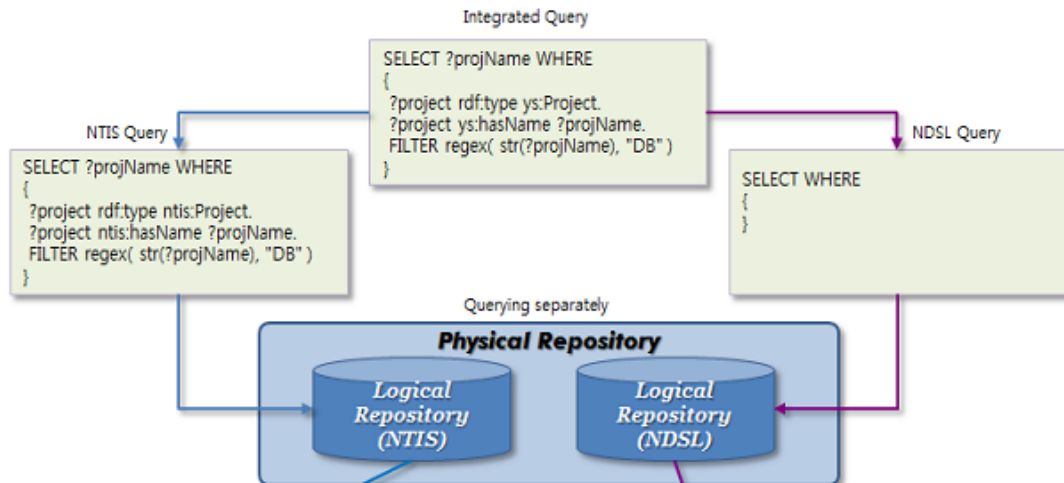 Integrated Query
SELECT ?projName WHERE
{
?project rdf:type ys:Project.
?project ys:hasName ?projName.
FILTER regex( str(?projName), "DB" )
}
NTIS Query
SELECT ?projName WHERE
{
?project rdf:type ntis:Project.
?project ntis:hasName ?projName.
FILTER regex( str(?projName), "DB" )
}
NDSL Query
SELECT WHERE
{
}
Querying separately
Physical Repository
Logical
Repository
(NTIS)
Logical
Repository
(NDSL)